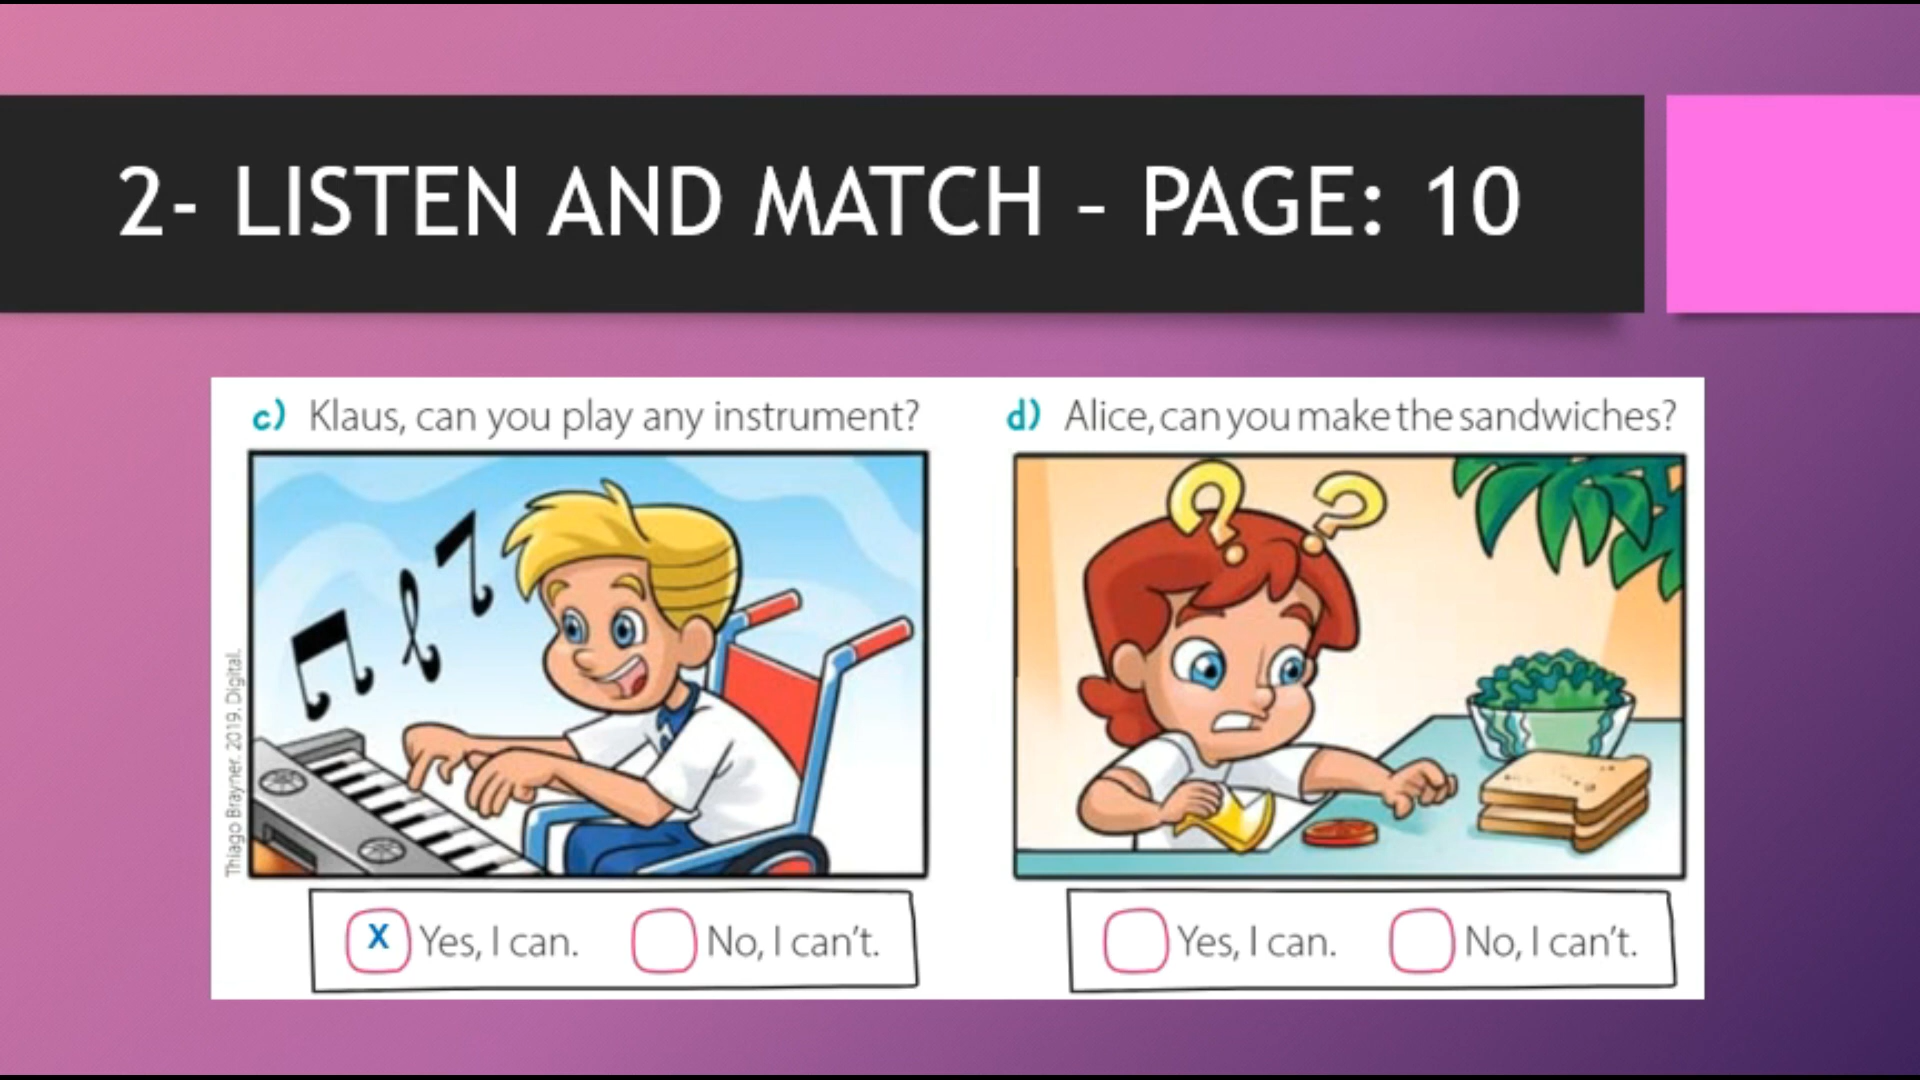 2- LISTEN AND MATCH – PAGE: 10
c) Klaus, can you play any instrument?
d) Alice, can you make the sandwiches?
Thiago Brayner. 2019. Digital.
X Yes, I can. No, I can't.
Yes, I can. No, I can't.